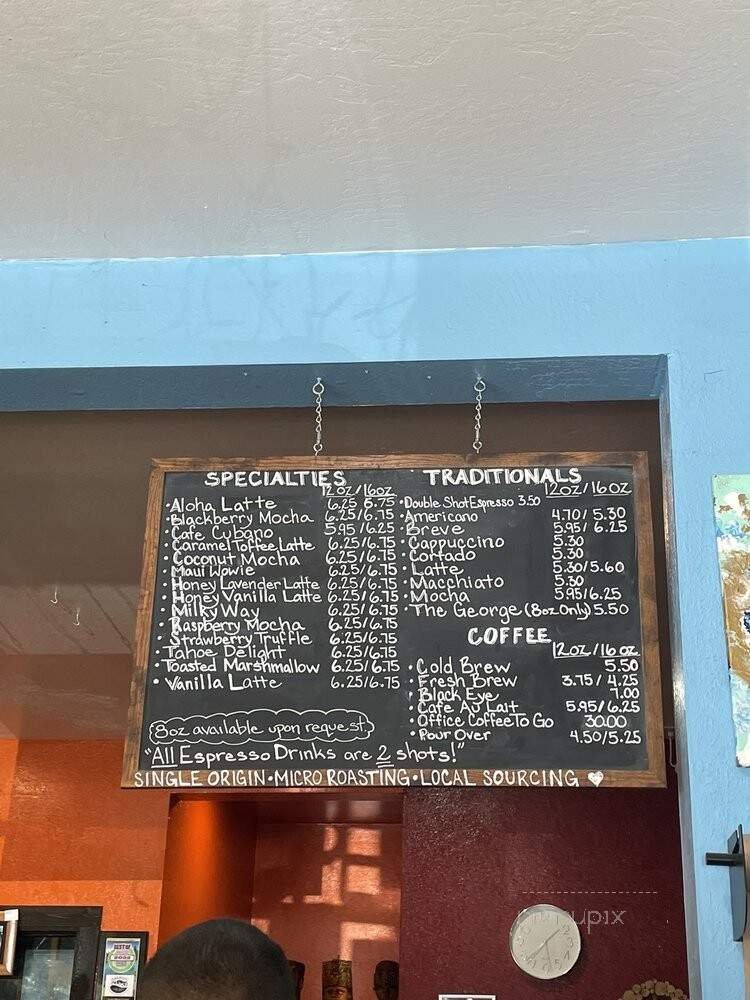 SPECIALTIES
12oz/16oz
• Aloha Latte 6.25 6.75
• Blackberry Mocha 6.25/6.75
• Cafe Cubano 5.95/6.25
• Caramel Toffee Latte 6.25/6.75
• Coconut Mocha 6.25/6.75
• Maui Wowie 6.25/6.75
• Honey Lavender Latte 6.25/6.75
• Honey Vanilla Latte 6.25/6.75
• Milky Way 6.25/6.75
• Raspberry Mocha 6.25/6.75
• Strawberry Truffle 6.25/6.75
• Tahoe Delight 6.25/6.75
• Toasted Marshmallow 6.25/6.75
• Vanilla Latte 6.25/6.75
8oz available upon request
"All Espresso Drinks are 2 shots!"
TRADITIONALS
12oz/16oz
• Double Shot Espresso 3.50
• Americano 4.70/5.30
• Breve 5.95/6.25
• Cappuccino 5.30
• Cortado 5.30
• Latte 5.30/5.60
• Macchiato 5.30
• Mocha 5.95/6.25
• The George (8oz Only) 5.50
COFFEE
12oz/16oz
• Cold Brew 5.50
• Fresh Brew 3.75/4.25
• Black Eye 7.00
• Cafe Au Lait 5.95/6.25
• Office Coffee To Go 30.00
• Pour Over 4.50/5.25
SINGLE ORIGIN • MICRO ROASTING • LOCAL SOURCING ♥
BEST OF